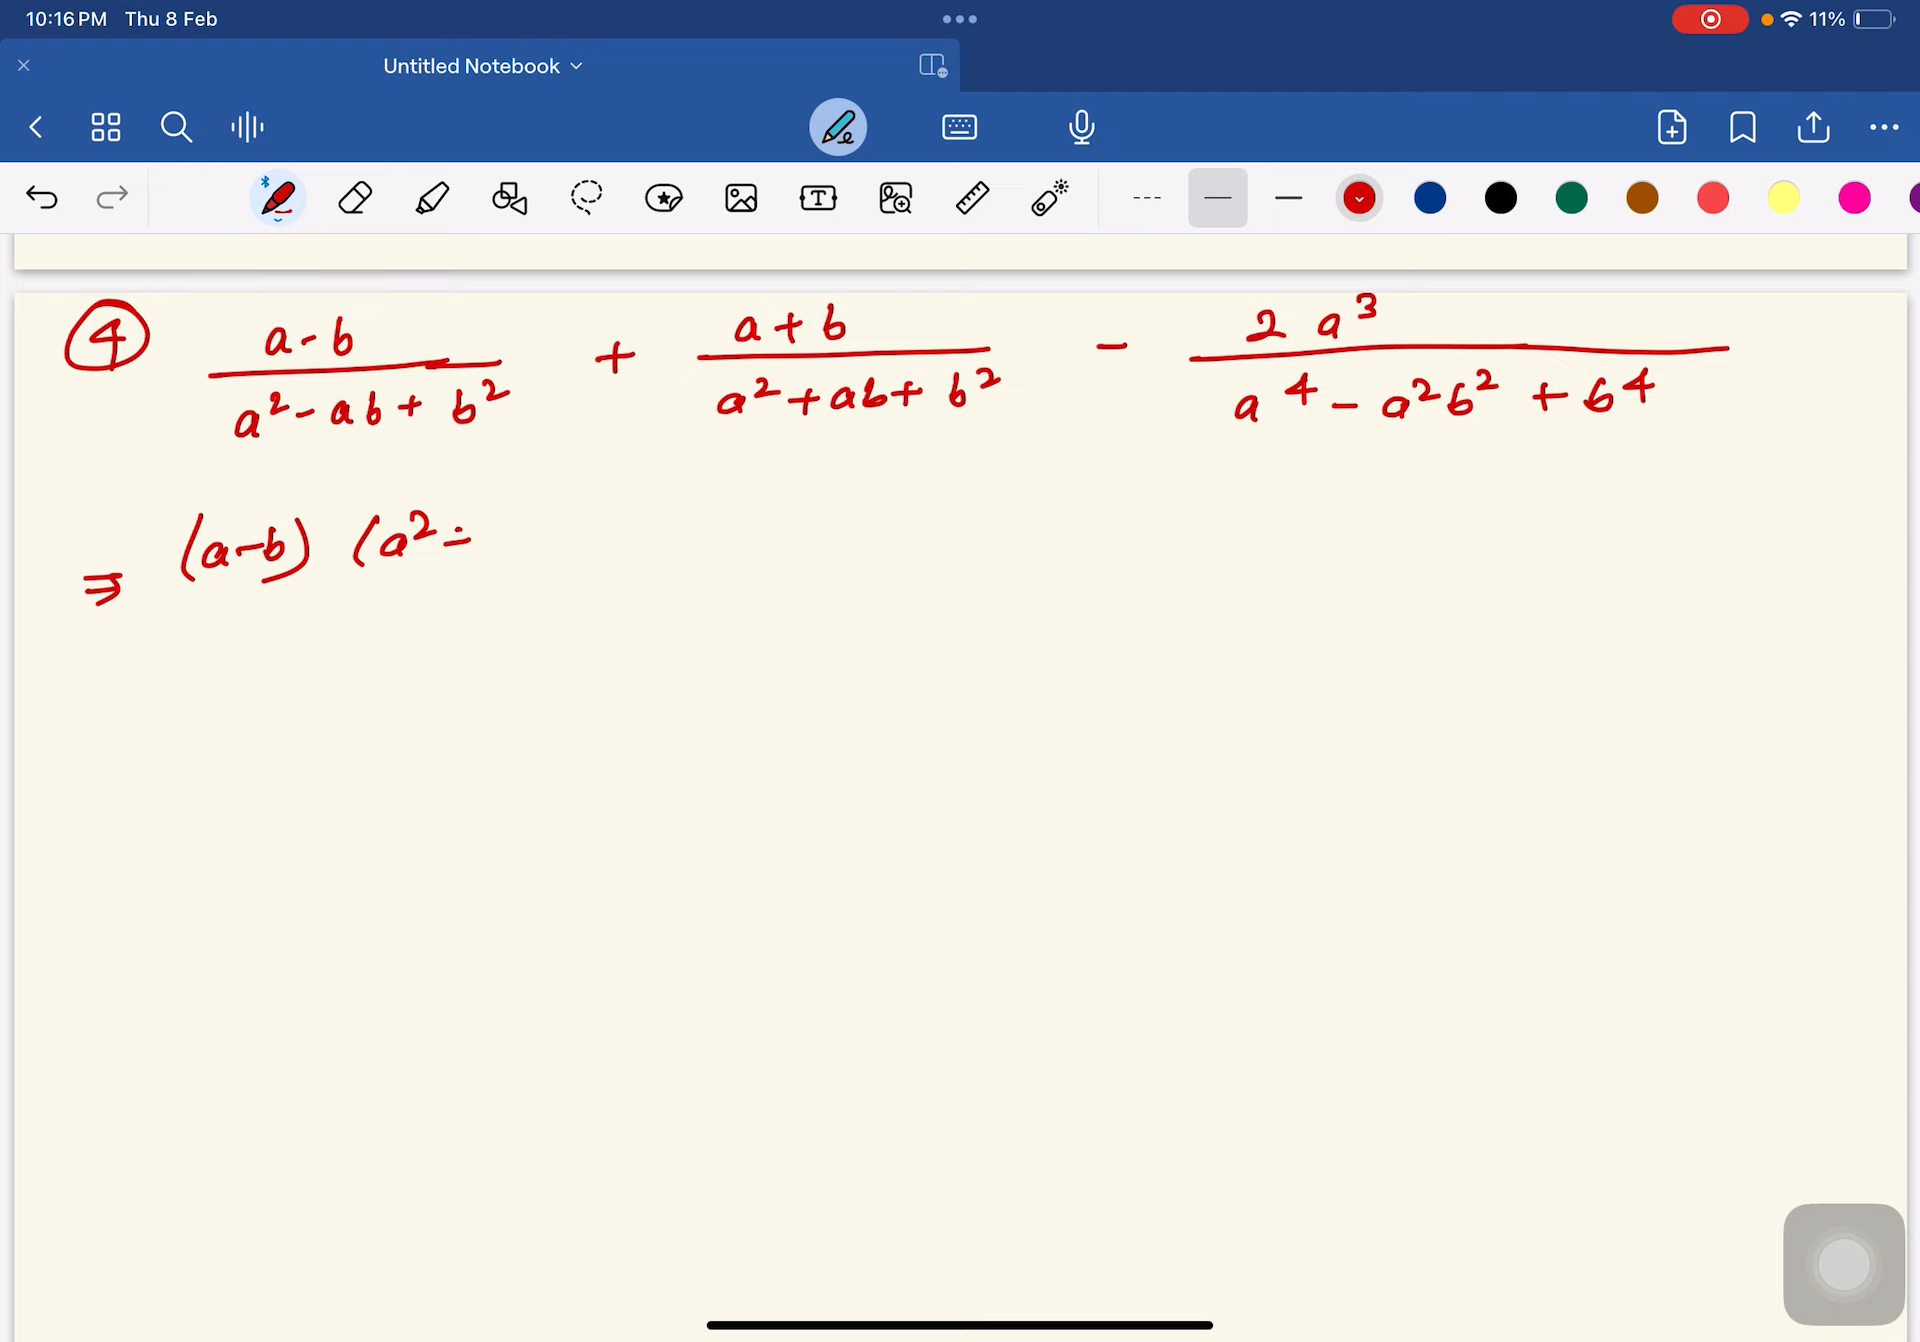 10:16 PM Thu 8 Feb
11%
Untitled Notebook
④ (a-b)/(a²-ab+b²) + (a+b)/(a²+ab+b²) - (2a³)/(a⁴-a²b²+b⁴)
⇒ (a-b) (a² =